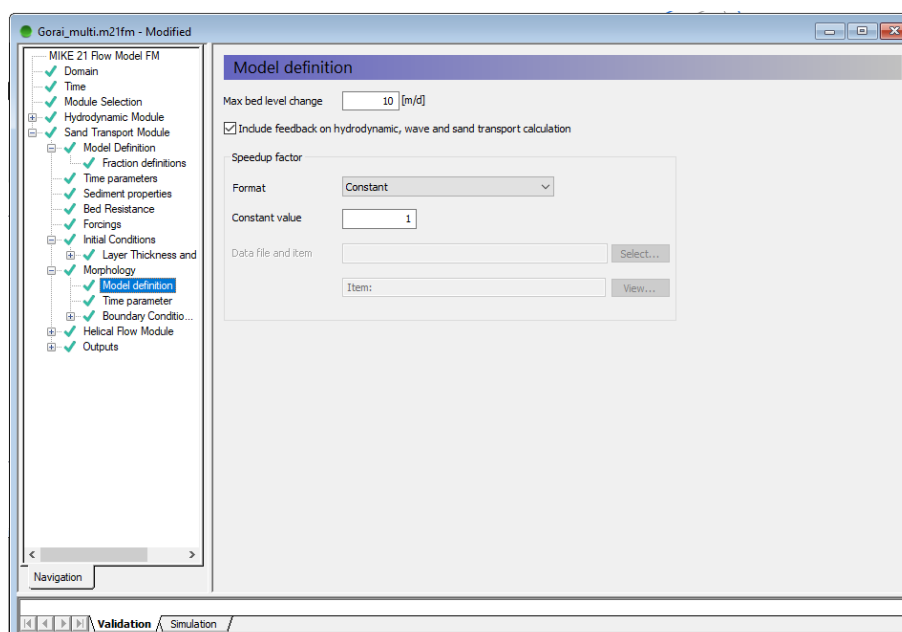 Gorai_multi.m21fm - Modified
MIKE 21 Flow Model FM
Domain
Time
Module Selection
Hydrodynamic Module
Sand Transport Module
Model Definition
Fraction definitions
Time parameters
Sediment properties
Bed Resistance
Forcings
Initial Conditions
Layer Thickness and
Morphology
Model definition
Time parameter
Boundary Conditio...
Helical Flow Module
Outputs
Navigation
Model definition
Max bed level change 10 [m/d]
Include feedback on hydrodynamic, wave and sand transport calculation
Speedup factor
Format Constant
Constant value 1
Data file and item Select...
Item: View...
Validation Simulation